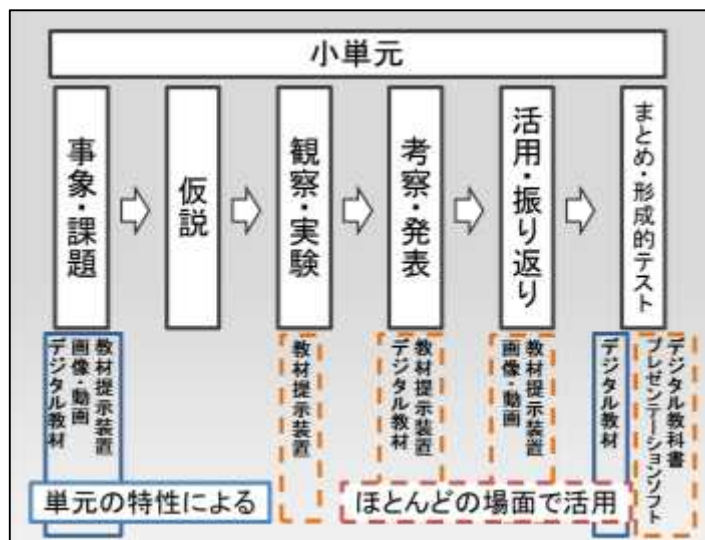 小単元
事象・課題
仮説
観察・実験
考察・発表
活用・振り返り
まとめ・形成的テスト
教材提示装置
画像・動画
デジタル教材
教材提示装置
教材提示装置
デジタル教材
教材提示装置
画像・動画
デジタル教材
デジタル教科書
プレゼンテーションソフト
単元の特性による
ほとんどの場面で活用